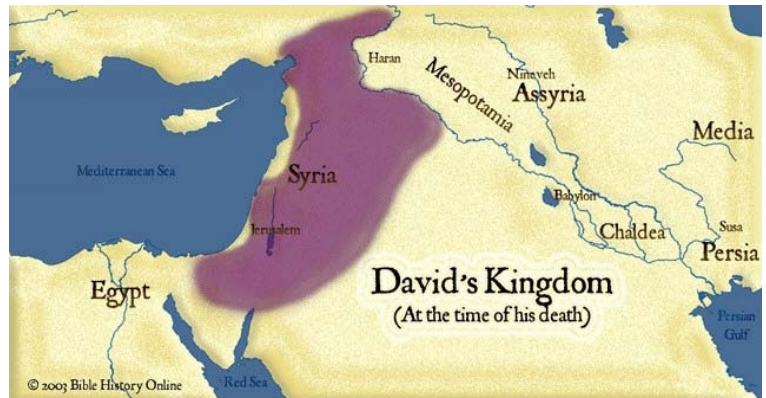 Haran
Mesopotamia
Nineveh
Assyria
Media
Mediterranean Sea
Syria
Babylon
Jerusalem
Chaldea
Susa
Persia
Egypt
David's Kingdom
(At the time of his death)
Persian
Gulf
Red Sea
© 2003 Bible History Online